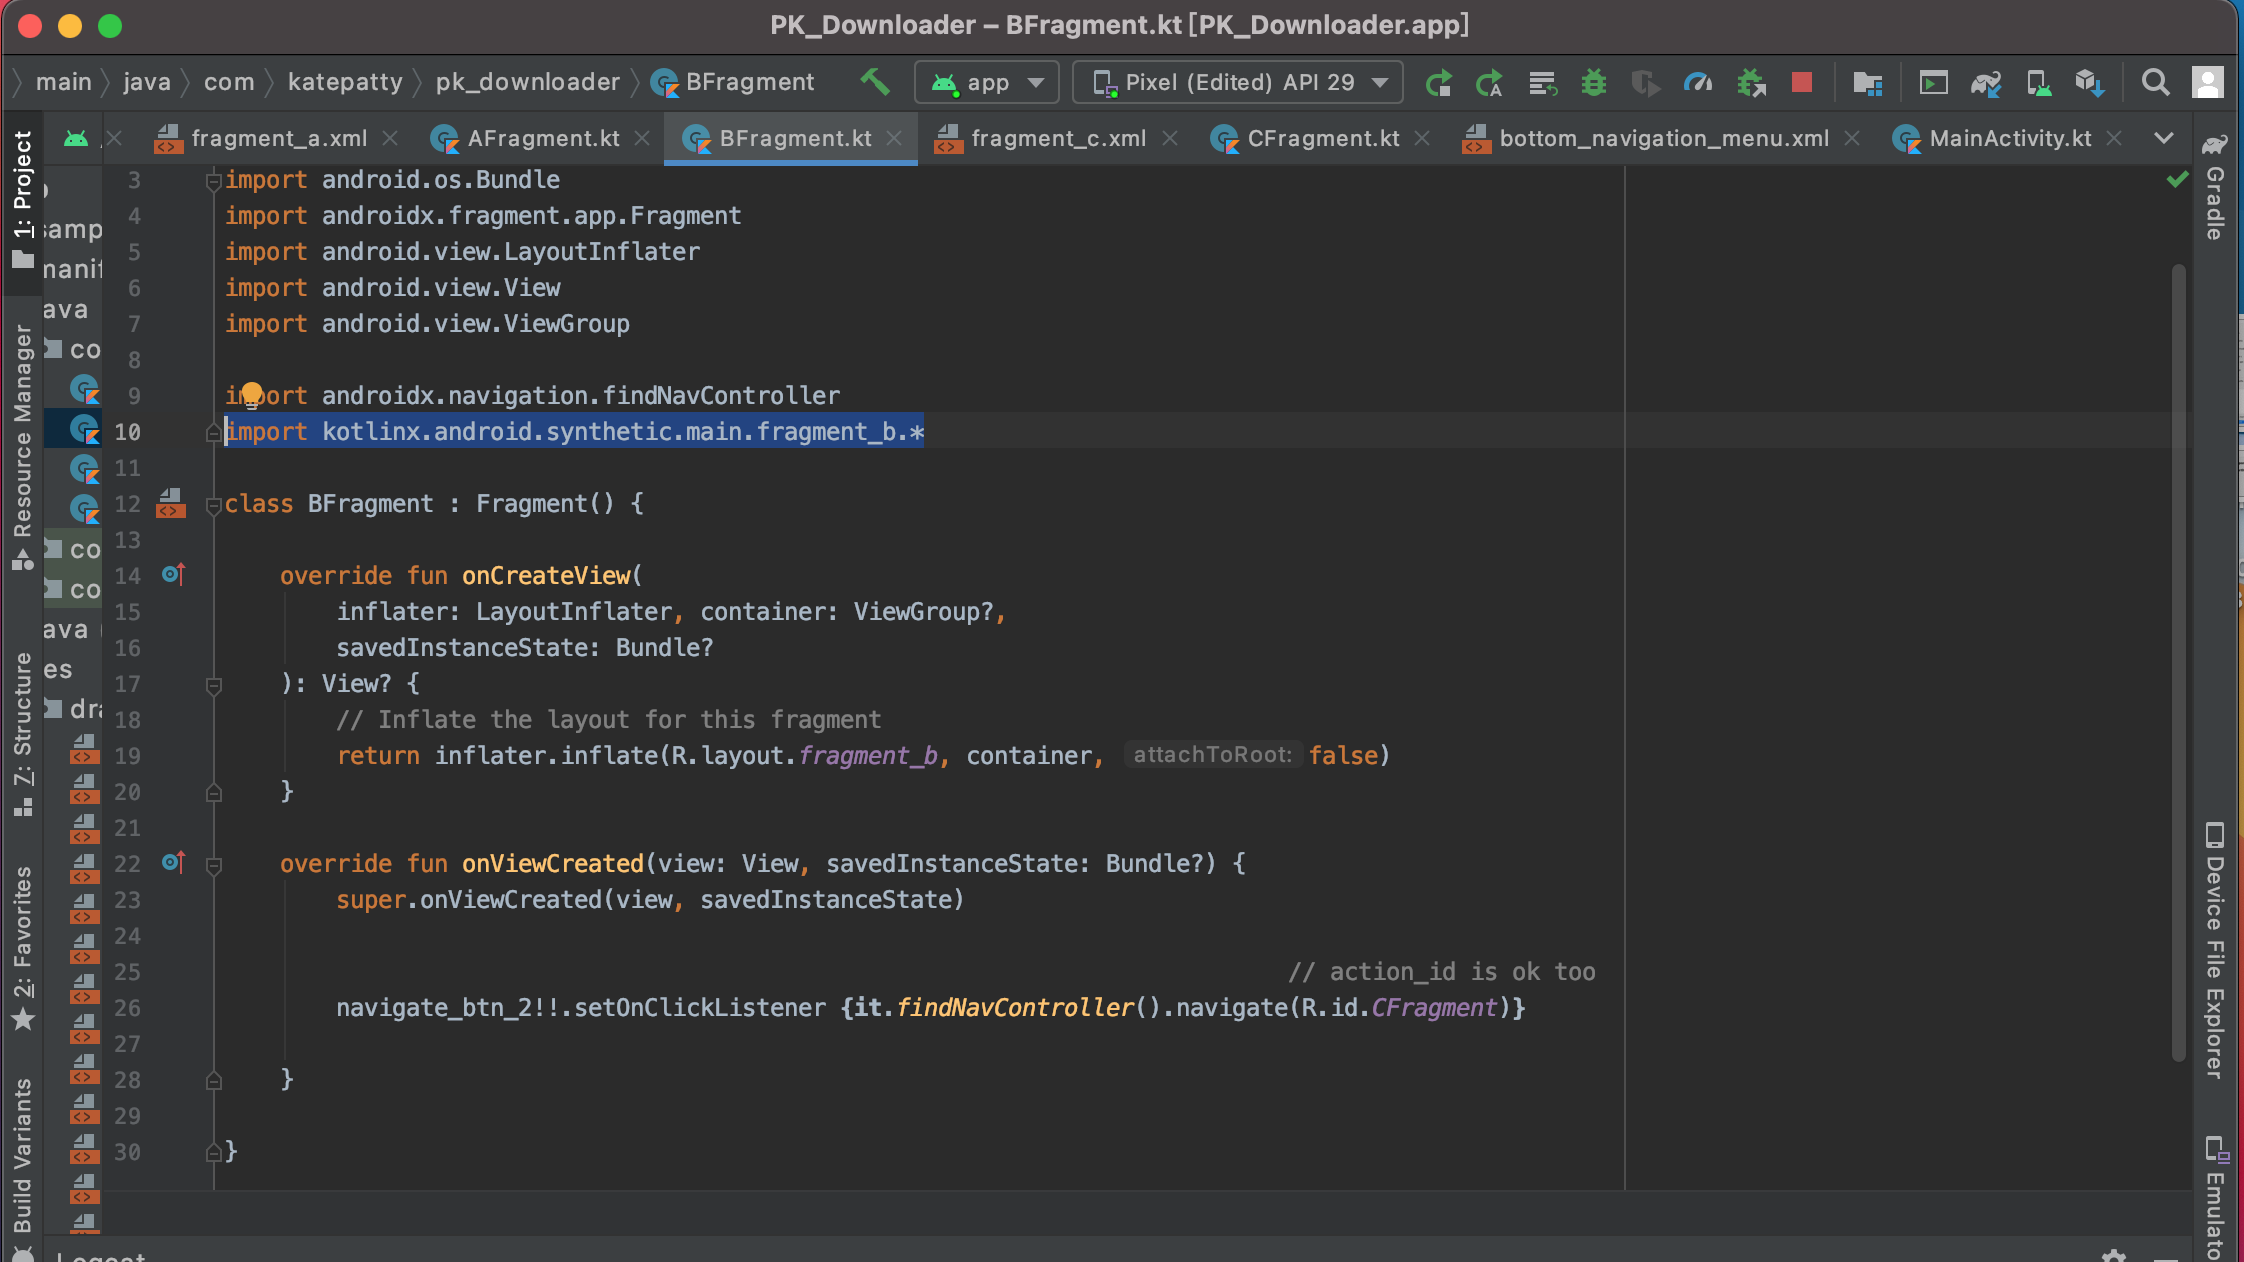 PK_Downloader – BFragment.kt [PK_Downloader.app]
main java com katepatty pk_downloader BFragment app Pixel (Edited) API 29
fragment_a.xml AFragment.kt BFragment.kt fragment_c.xml CFragment.kt bottom_navigation_menu.xml MainActivity.kt
1: Project
Resource Manager
7: Structure
2: Favorites
Build Variants
samp
manif
ava
co
co
co
ava
es
dra
3 import android.os.Bundle
4 import androidx.fragment.app.Fragment
5 import android.view.LayoutInflater
6 import android.view.View
7 import android.view.ViewGroup
8
9 import androidx.navigation.findNavController
10 import kotlinx.android.synthetic.main.fragment_b.*
11
12 class BFragment : Fragment() {
13
14 override fun onCreateView(
15 inflater: LayoutInflater, container: ViewGroup?,
16 savedInstanceState: Bundle?
17 ): View? {
18 // Inflate the layout for this fragment
19 return inflater.inflate(R.layout.fragment_b, container, attachToRoot: false)
20 }
21
22 override fun onViewCreated(view: View, savedInstanceState: Bundle?) {
23 super.onViewCreated(view, savedInstanceState)
24
25 // action_id is ok too
26 navigate_btn_2!!.setOnClickListener {it.findNavController().navigate(R.id.CFragment)}
27
28 }
29
30 }
Gradle
Device File Explorer
Emulato